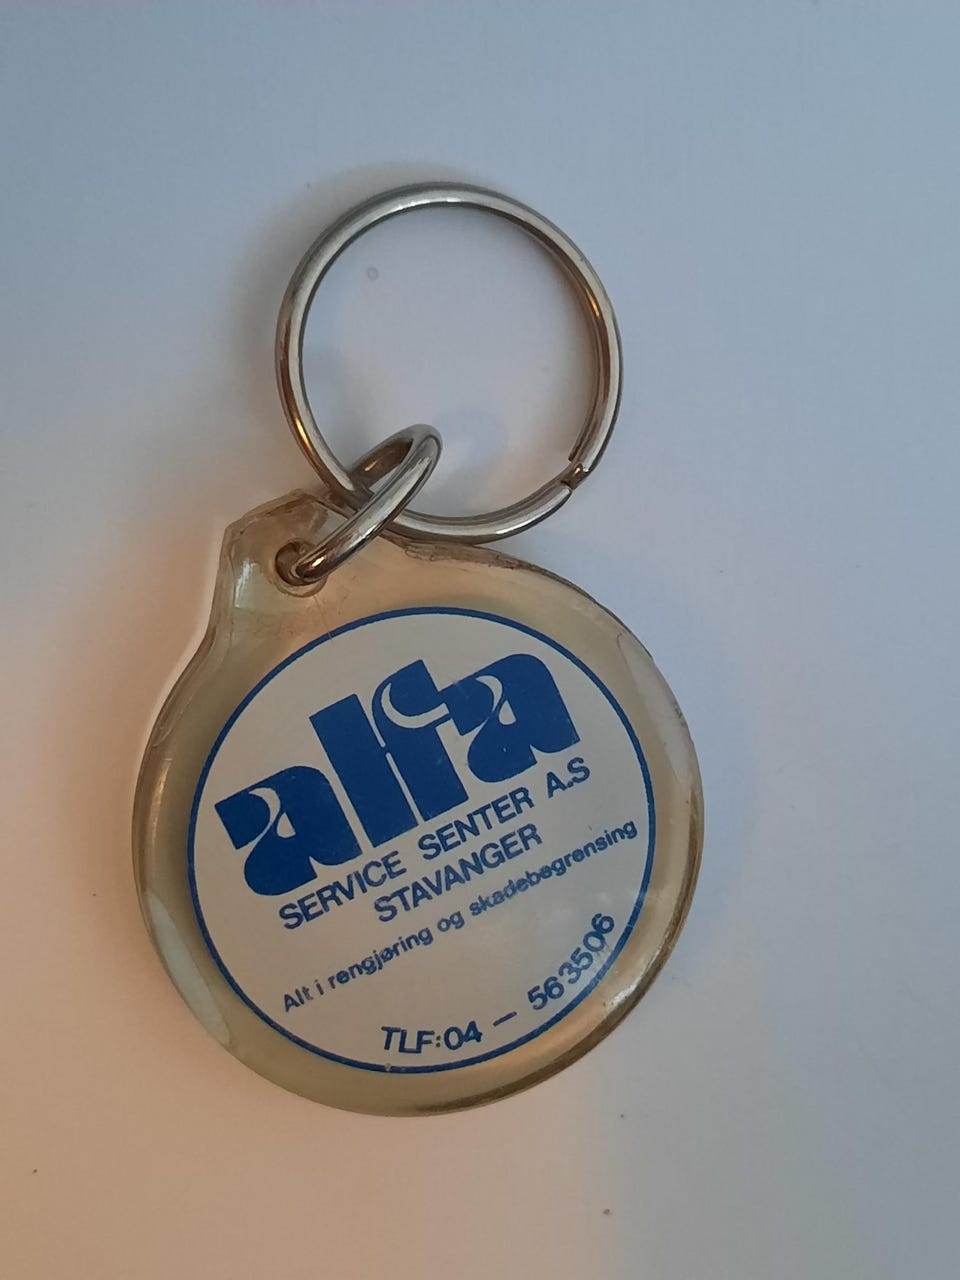 alfa
SERVICE SENTER A.S
STAVANGER
Alt i rengjøring og skadebegrensing
TLF: 04 — 563506